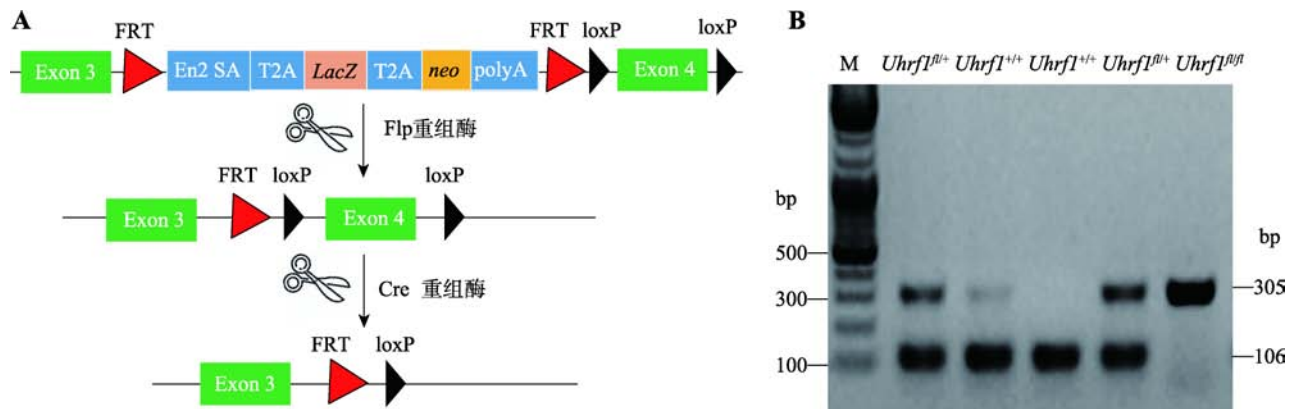 A
FRT FRT loxP loxP
Exon 3 En2 SA T2A LacZ T2A neo polyA Exon 4
Flp重组酶
FRT loxP loxP
Exon 3 Exon 4
Cre 重组酶
FRT loxP
Exon 3
B
M Uhrf1fl/+ Uhrf1+/+ Uhrf1+/+ Uhrf1fl/+ Uhrf1fl/fl
bp bp
500
300 305
100 106